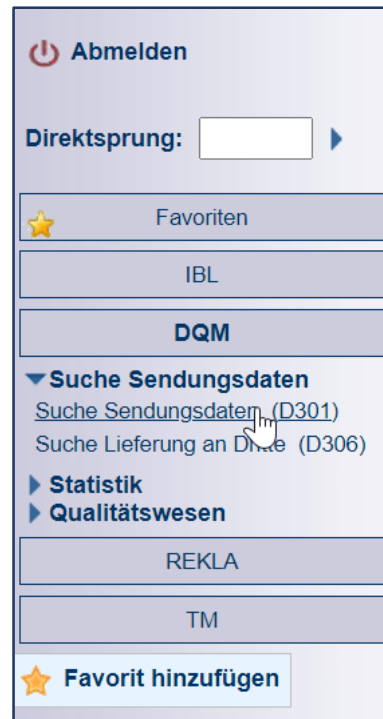 Abmelden
Direktsprung:
Favoriten
IBL
DQM
Suche Sendungsdaten
Suche Sendungsdaten (D301)
Suche Lieferung an Dritte (D306)
Statistik
Qualitätswesen
REKLA
TM
Favorit hinzufügen